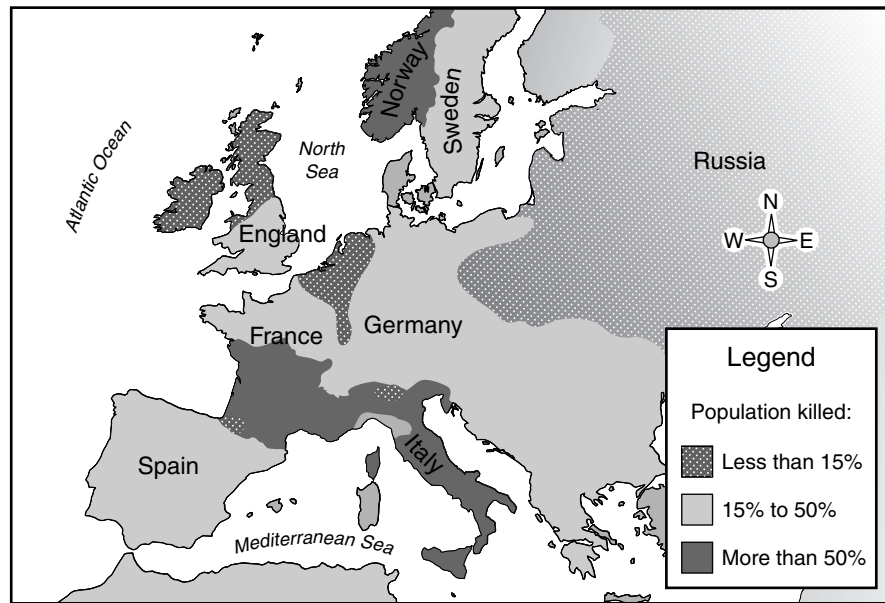 Norway
Sweden
North
Sea
Atlantic Ocean
Russia
N
W E
S
England
France
Germany
Spain
Italy
Mediterranean Sea
Legend
Population killed:
Less than 15%
15% to 50%
More than 50%